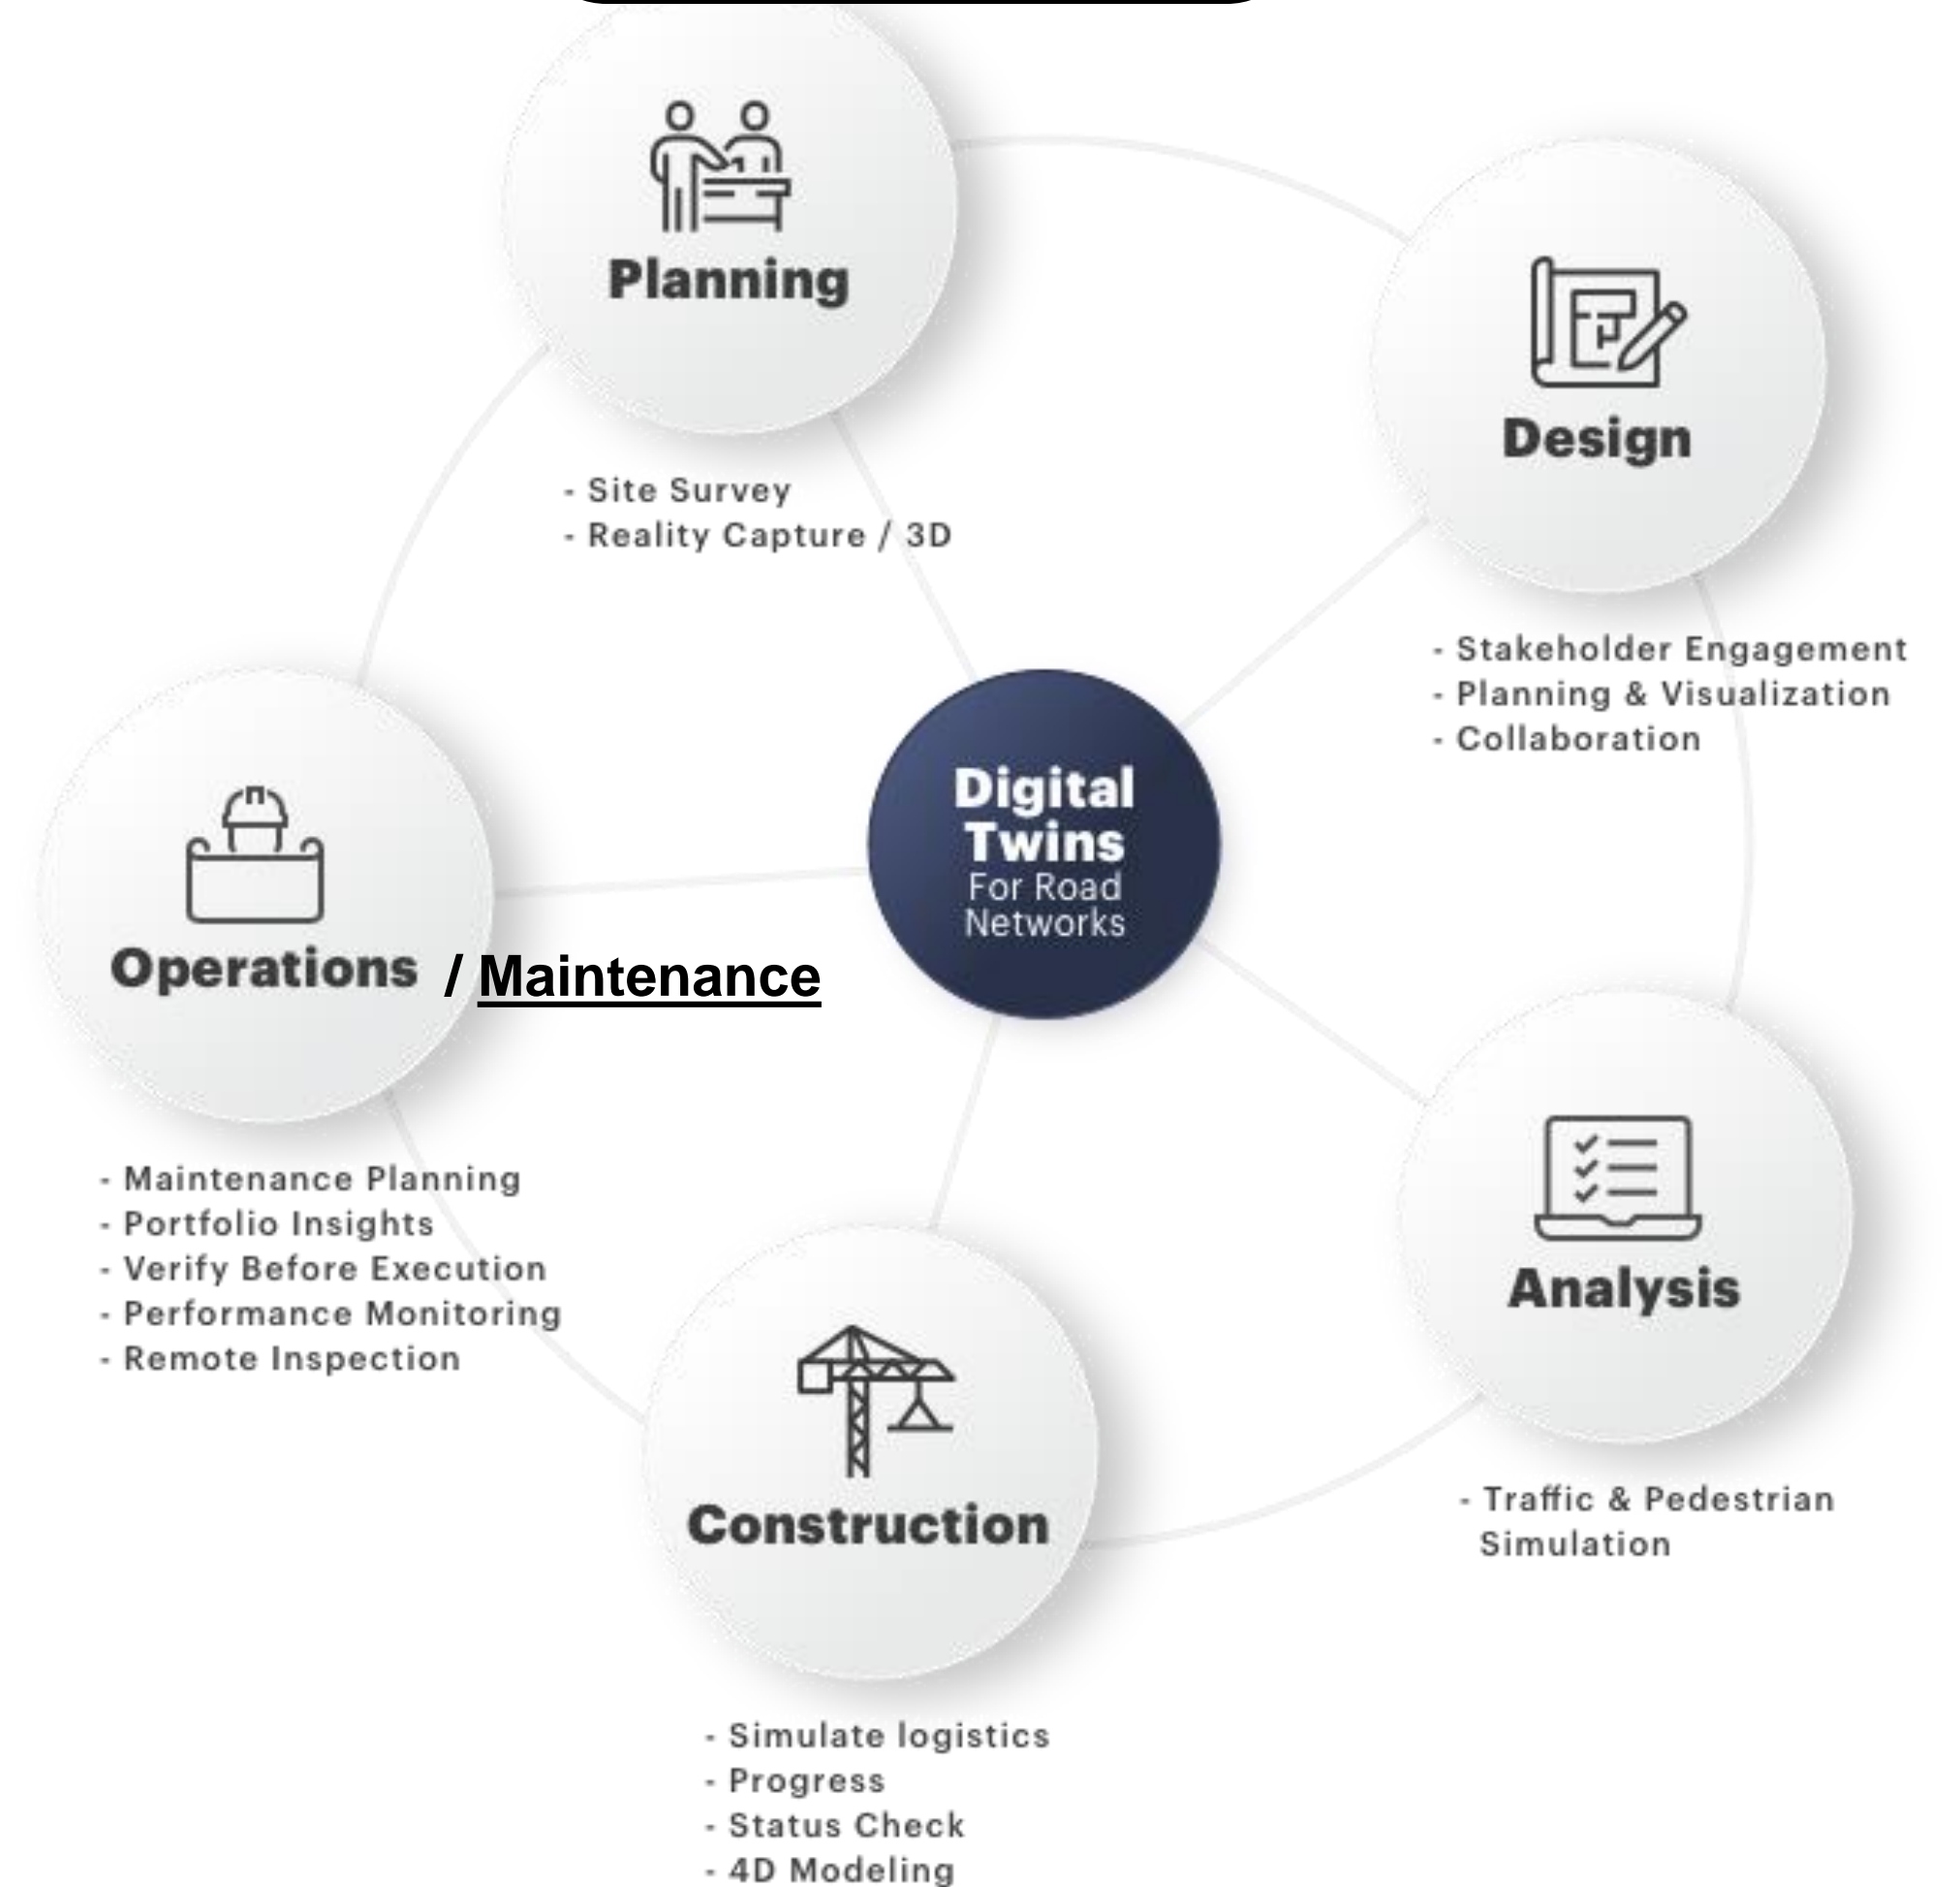 Planning
- Site Survey
- Reality Capture / 3D
Design
- Stakeholder Engagement
- Planning & Visualization
- Collaboration
Digital
Twins
For Road
Networks
Operations / Maintenance
- Maintenance Planning
- Portfolio Insights
- Verify Before Execution
- Performance Monitoring
- Remote Inspection
Analysis
- Traffic & Pedestrian
Simulation
Construction
- Simulate logistics
- Progress
- Status Check
- 4D Modeling